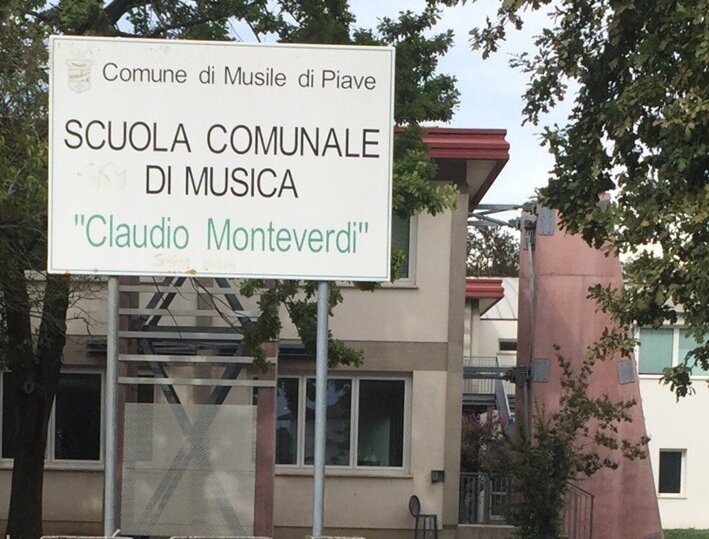 Comune di Musile di Piave
SCUOLA COMUNALE
DI MUSICA
"Claudio Monteverdi"